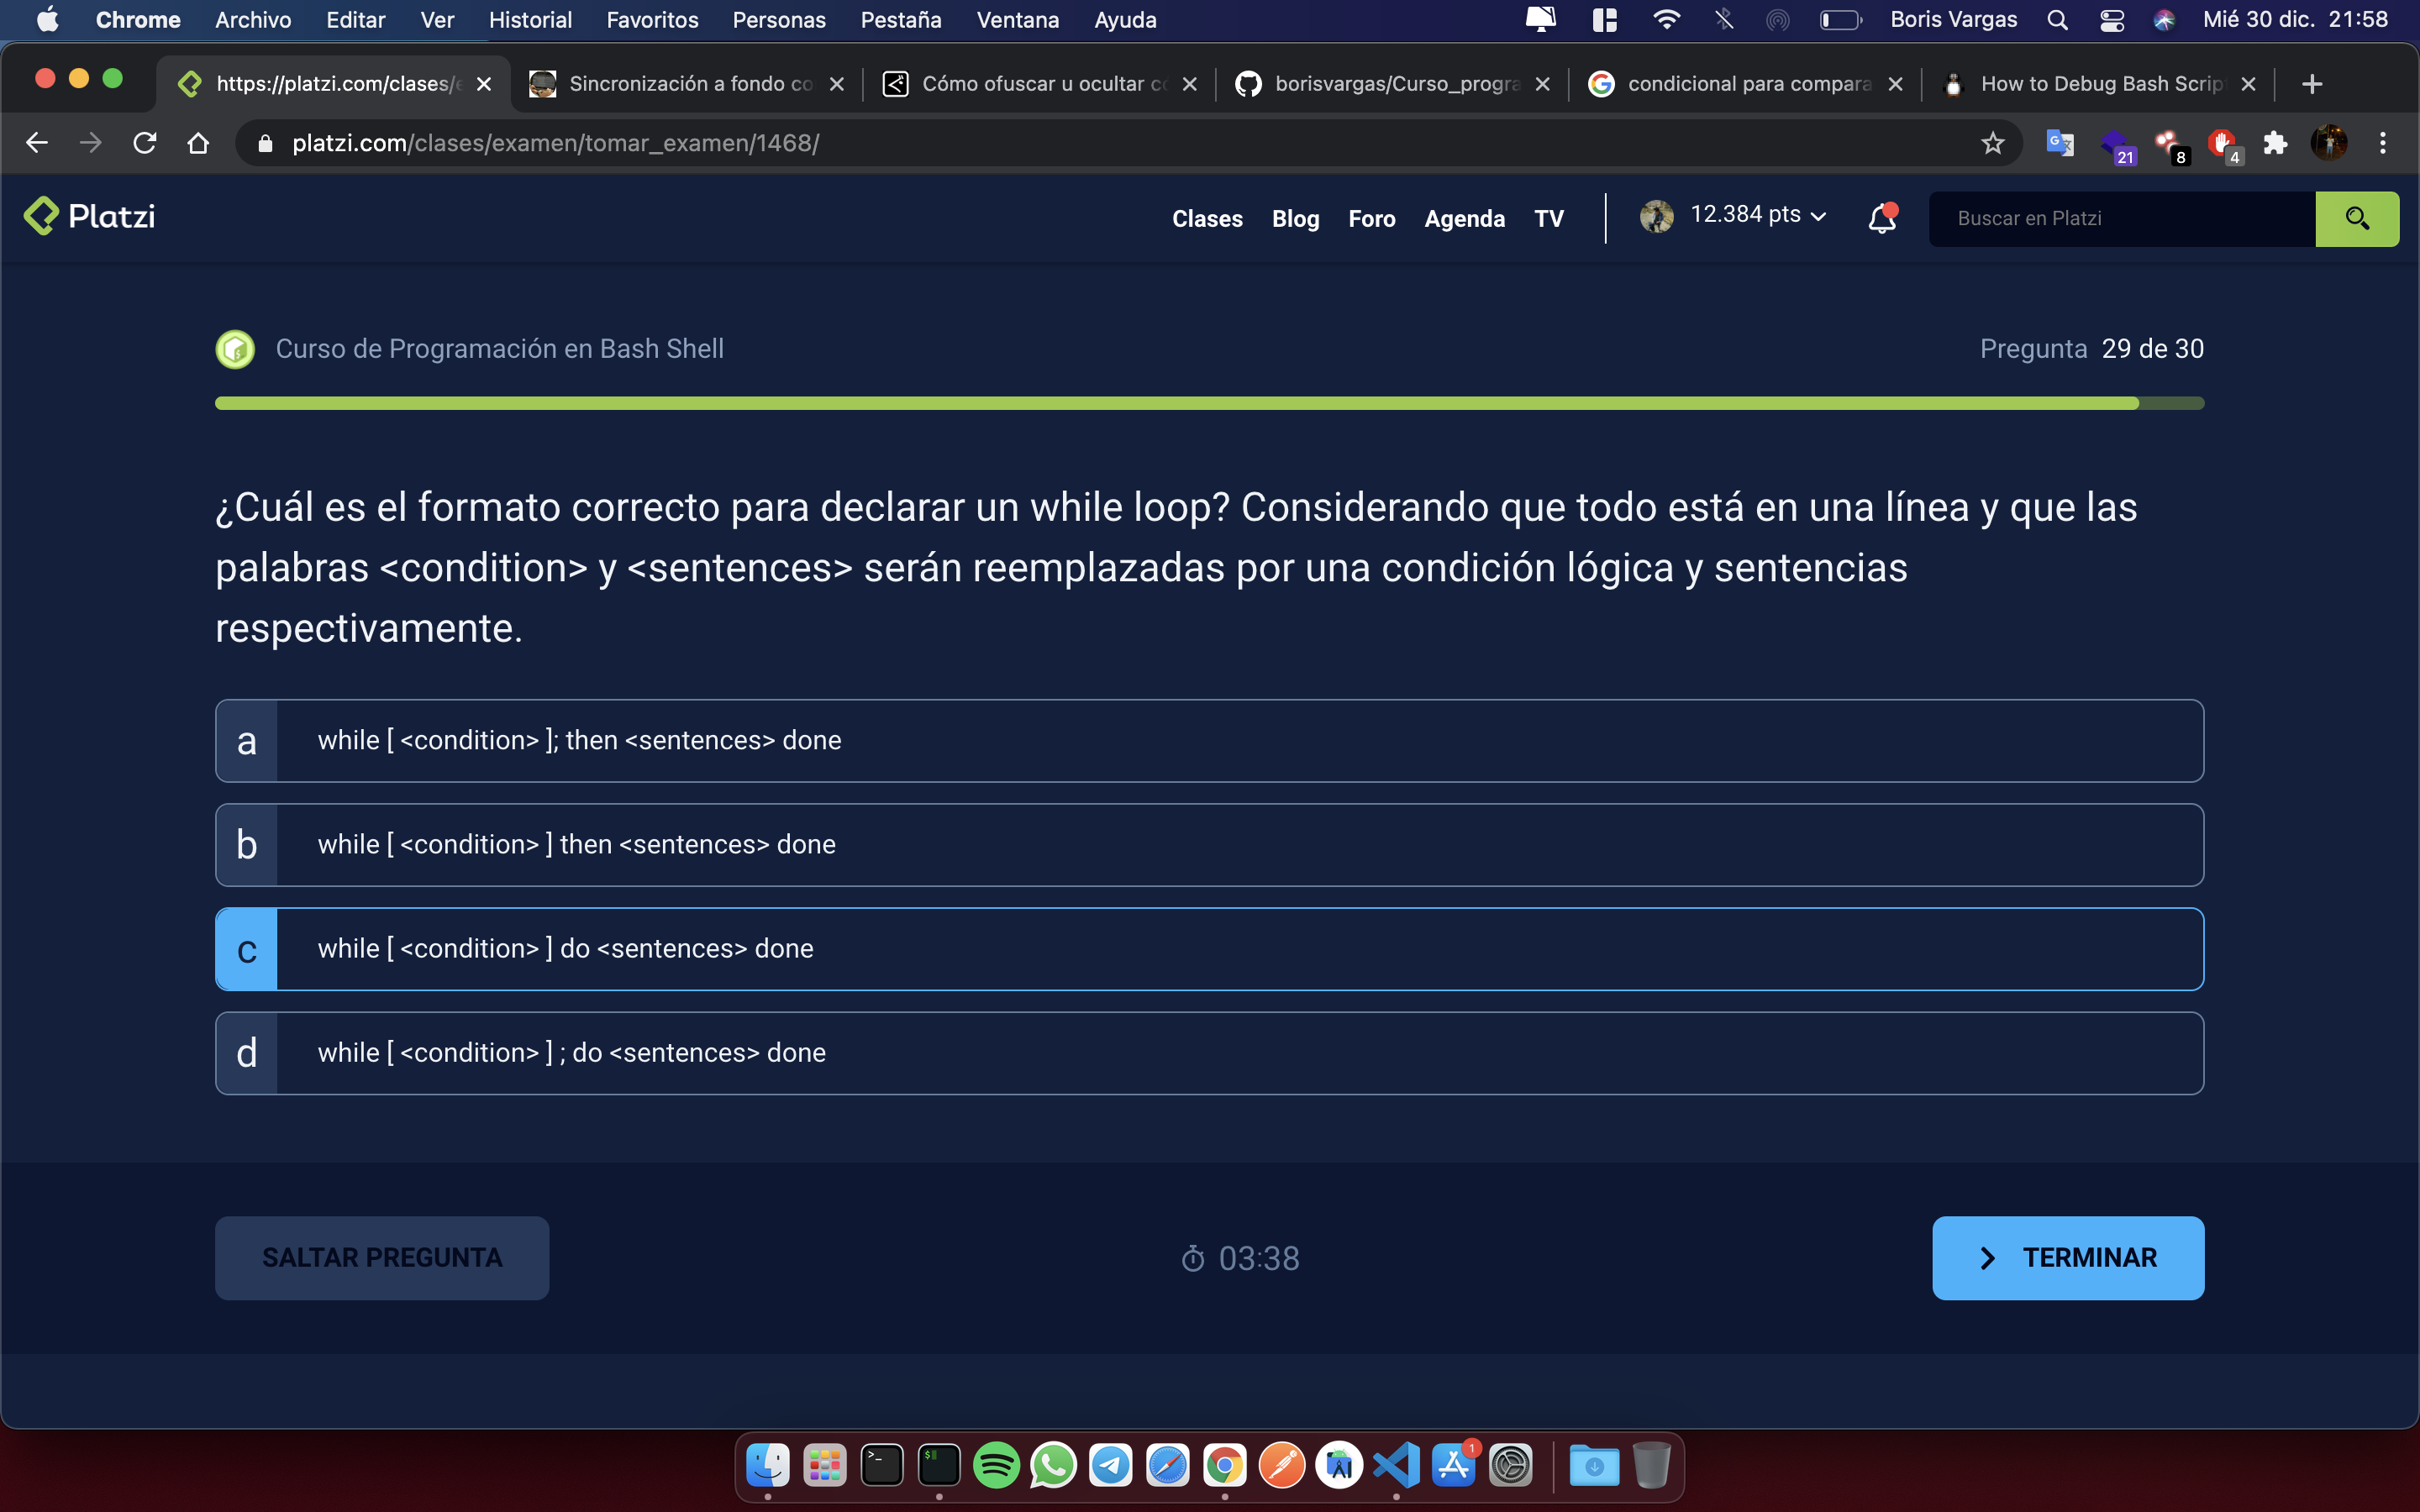 Chrome Archivo Editar Ver Historial Favoritos Personas Pestaña Ventana Ayuda Boris Vargas Mié 30 dic. 21:58
https://platzi.com/clases/e Sincronización a fondo co Cómo ofuscar u ocultar có borisvargas/Curso_progra condicional para compara How to Debug Bash Scrip
platzi.com/clases/examen/tomar_examen/1468/ 21 8 4
Platzi Clases Blog Foro Agenda TV 12.384 pts Buscar en Platzi
Curso de Programación en Bash Shell Pregunta 29 de 30
¿Cuál es el formato correcto para declarar un while loop? Considerando que todo está en una línea y que las
palabras <condition> y <sentences> serán reemplazadas por una condición lógica y sentencias
respectivamente.
a while [ <condition> ]; then <sentences> done
b while [ <condition> ] then <sentences> done
c while [ <condition> ] do <sentences> done
d while [ <condition> ] ; do <sentences> done
SALTAR PREGUNTA 03:38 TERMINAR
1